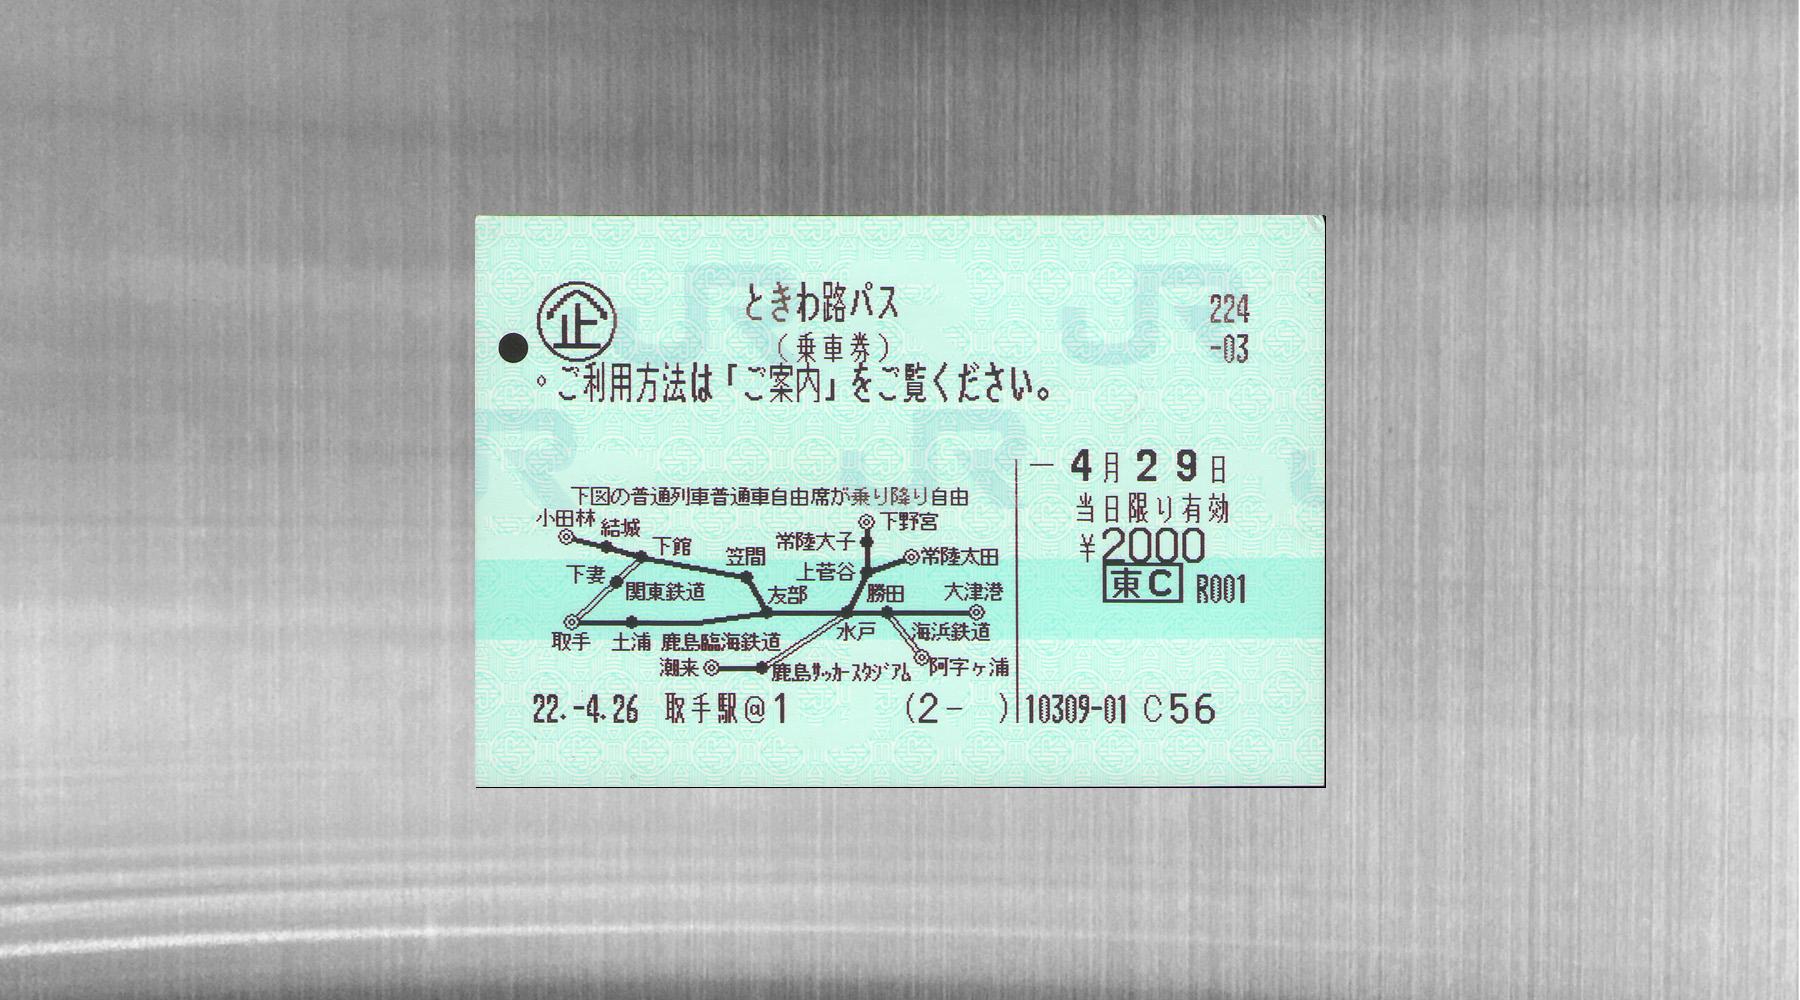 企 ときわ路パス 224
(乗車券) -03
。ご利用方法は「ご案内」をご覧ください。
- 4月29日
下図の普通列車普通車自由席が乗り降り自由
当日限り有効
¥2000
東C R001
小田林 結城 下館 笠間 友部
下妻 関東鉄道
取手 土浦 鹿島臨海鉄道 水戸
潮来 鹿島サッカースタジアム
下野宮
常陸大子
上菅谷 常陸太田
勝田 大津港
海浜鉄道
阿字ヶ浦
22.-4.26 取手駅@1 (2- ) 10309-01 C56
JR
JR
JR
JR